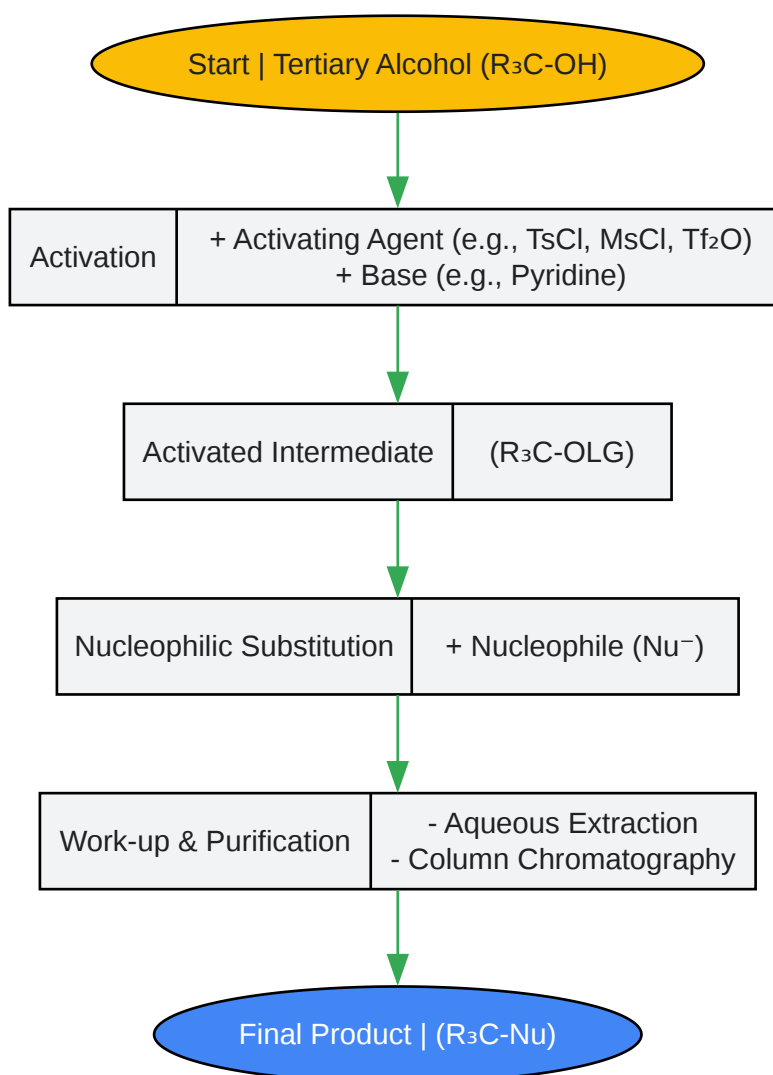 Start | Tertiary Alcohol (R₃C-OH)
Activation
+ Activating Agent (e.g., TsCl, MsCl, Tf₂O)
+ Base (e.g., Pyridine)
Activated Intermediate
(R₃C-OLG)
Nucleophilic Substitution
+ Nucleophile (Nu⁻)
Work-up & Purification
- Aqueous Extraction
- Column Chromatography
Final Product | (R₃C-Nu)